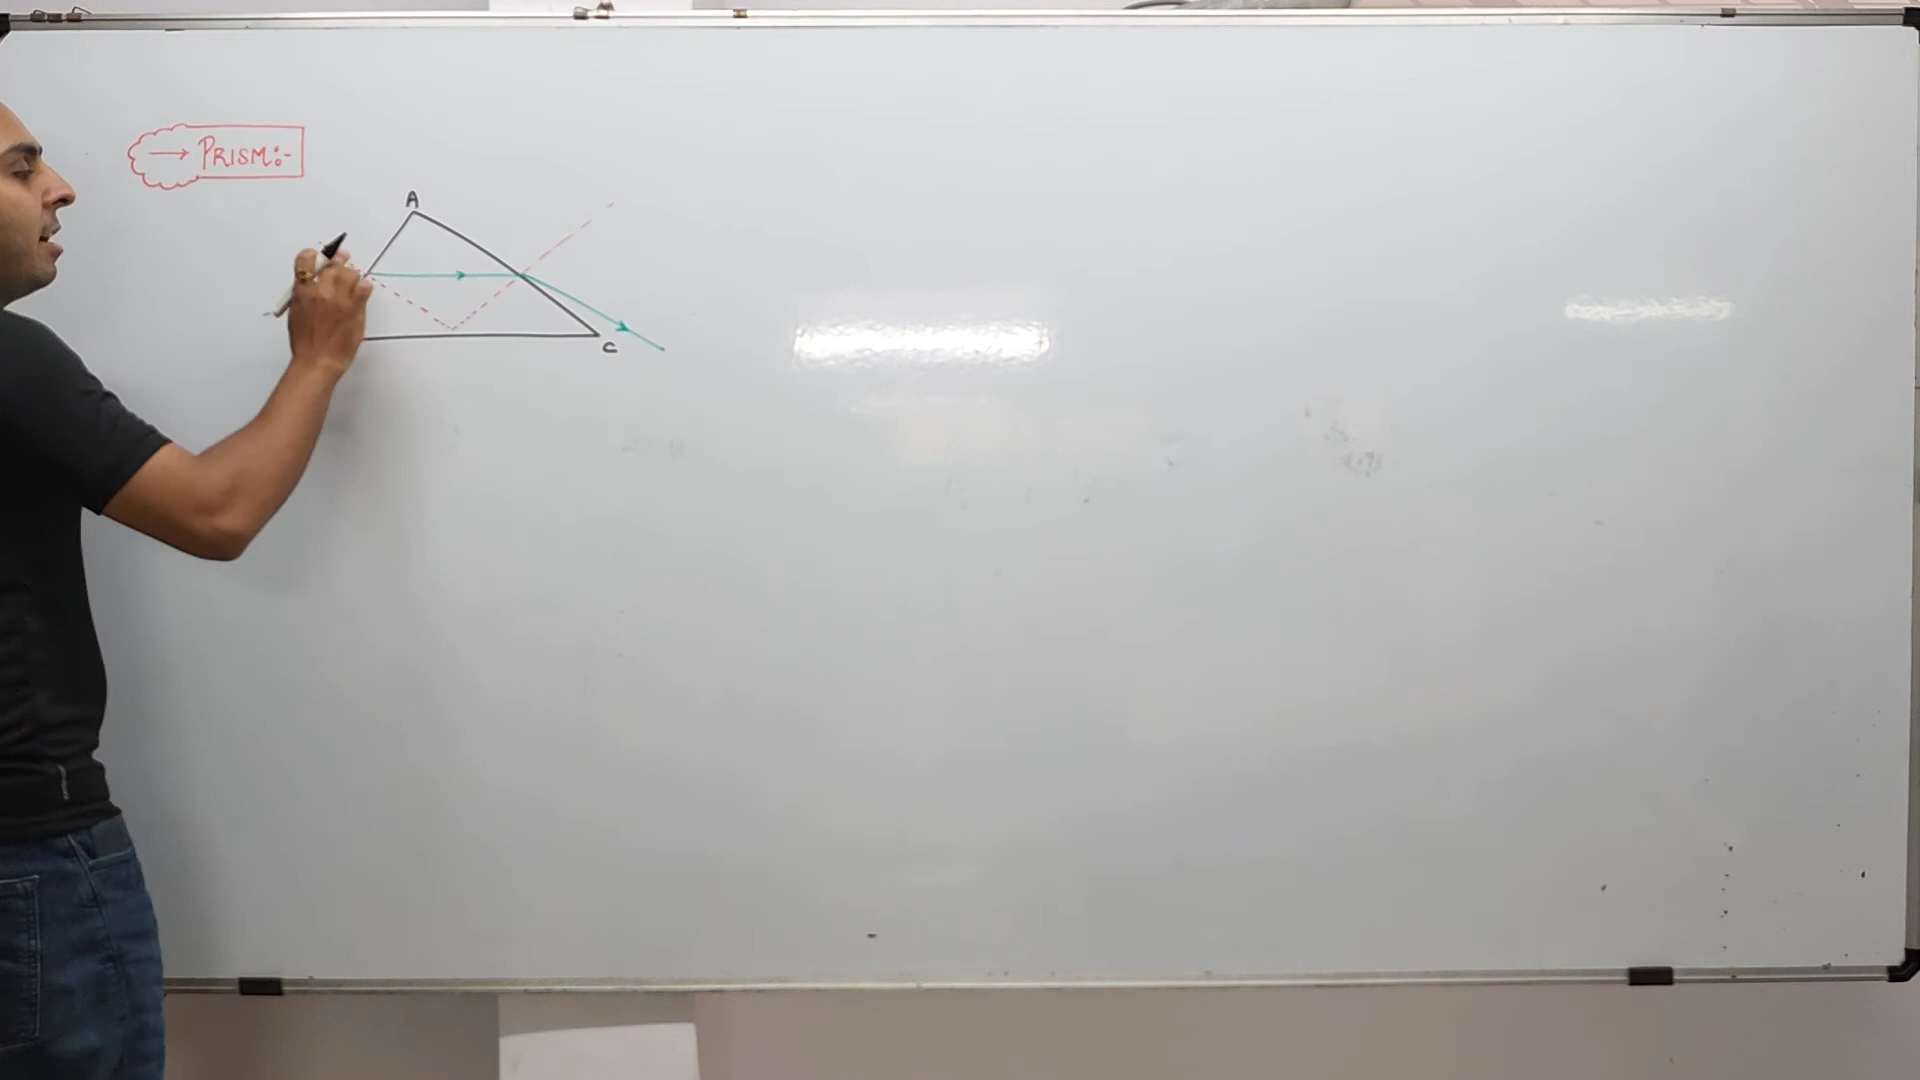 → PRISM:-
A
C